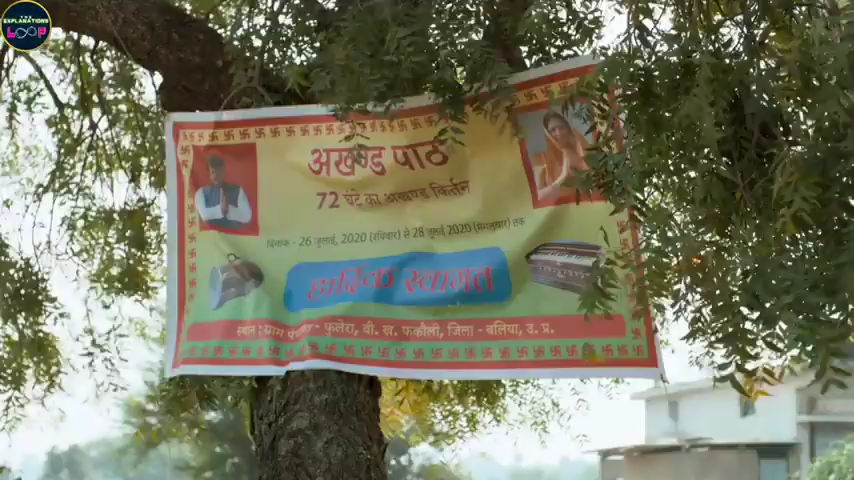 EXPLANATIONS
LOOP
अखण्ड पाठ
72 घंटे का अखण्ड किर्तन
दिनांक - 26 जुलाई, 2020 (रविवार) से 28 जुलाई 2020 (मंगलवार) तक
हार्दिक स्वागत
स्थान : ग्राम पंचायत - फुलेरा, वी. ख. फकौली, जिला - बलिया, उ. प्र.